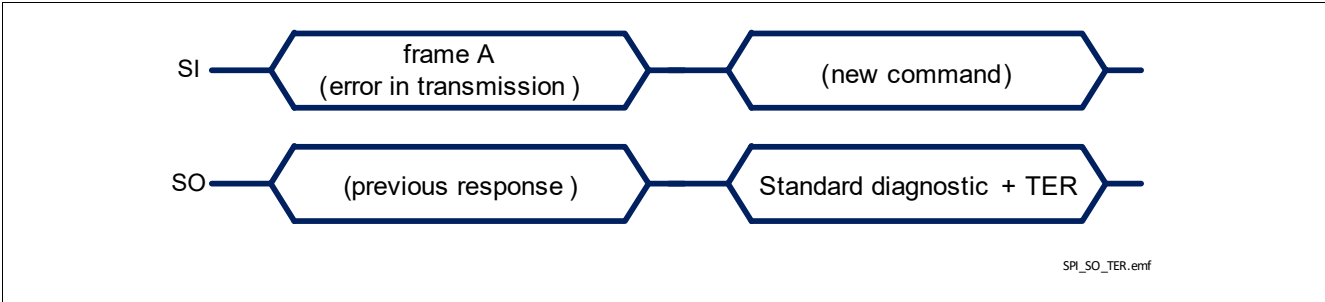 SI
frame A
(error in transmission )
(new command)
SO
(previous response )
Standard diagnostic + TER
SPI_SO_TER.emf